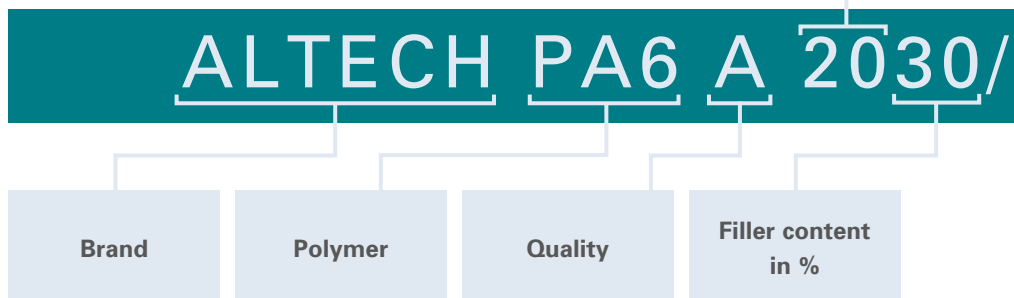 ALTECH PA6 A 2030/
Brand
Polymer
Quality
Filler content
in %